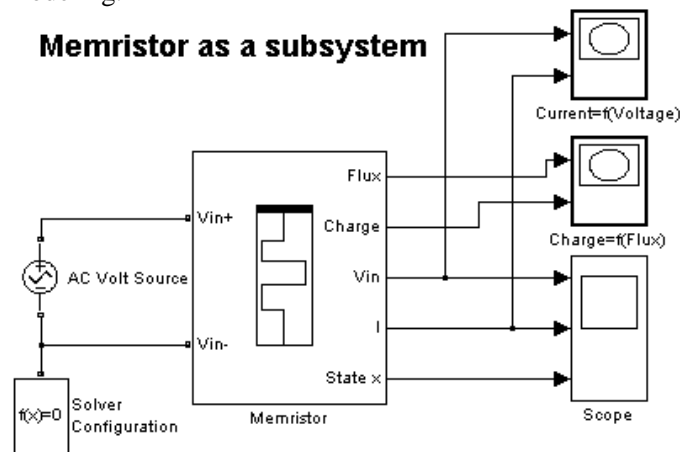 Memristor as a subsystem
Current=f(Voltage)
Flux
Vin+
Charge
Charge=f(Flux)
AC Volt Source
Vin
I
Vin-
State x
f(x)=0
Solver
Configuration
Memristor
Scope